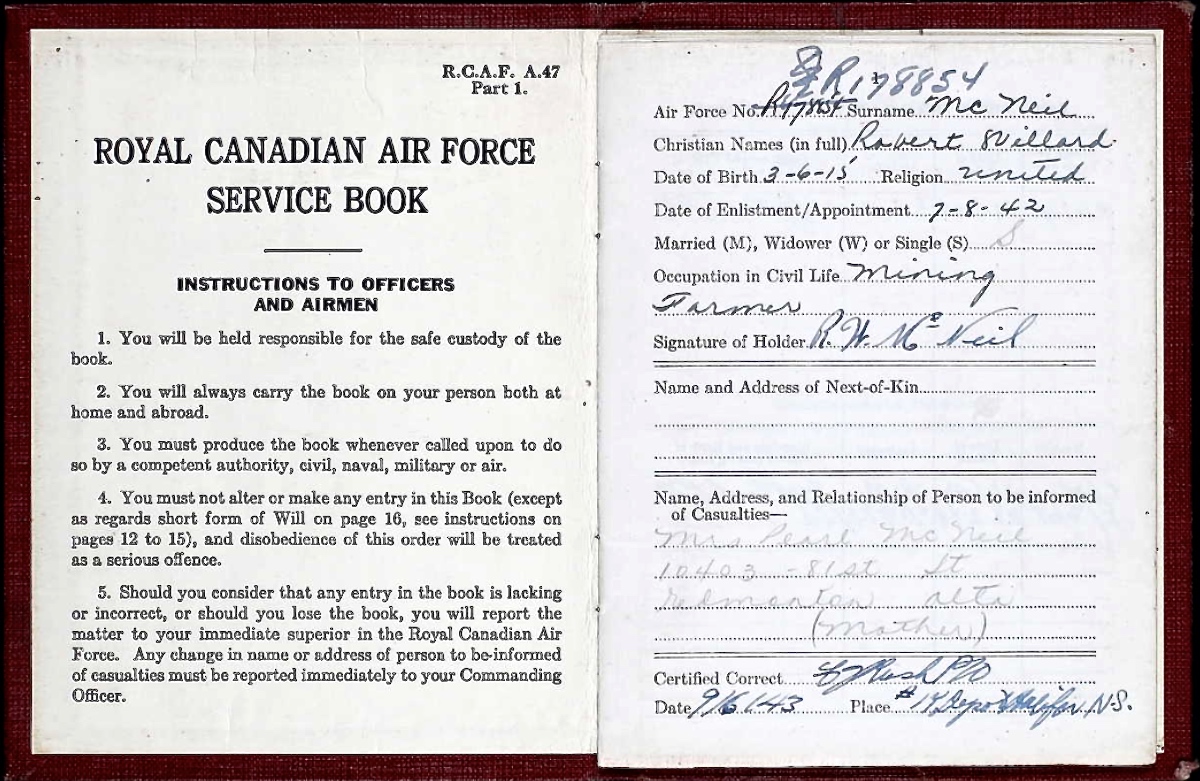 R.C.A.F. A.47
Part 1.
ROYAL CANADIAN AIR FORCE
SERVICE BOOK
INSTRUCTIONS TO OFFICERS
AND AIRMEN
1. You will be held responsible for the safe custody of the
book.
2. You will always carry the book on your person both at
home and abroad.
3. You must produce the book whenever called upon to do
so by a competent authority, civil, naval, military or air.
4. You must not alter or make any entry in this Book (except
as regards short form of Will on page 16, see instructions on
pages 12 to 15), and disobedience of this order will be treated
as a serious offence.
5. Should you consider that any entry in the book is lacking
or incorrect, or should you lose the book, you will report the
matter to your immediate superior in the Royal Canadian Air
Force. Any change in name or address of person to be informed
of casualties must be reported immediately to your Commanding
Officer.
R178854
Air Force No. Surname Mc Neil
Christian Names (in full) Robert Willard
Date of Birth 3-6-15 Religion United
Date of Enlistment/Appointment 7-8-42
Married (M), Widower (W) or Single (S) S
Occupation in Civil Life Mining
Farmer
Signature of Holder R. W. Mc Neil
Name and Address of Next-of-Kin
Name, Address, and Relationship of Person to be informed
of Casualties—
Mrs Pearl McNeil
10403 - 81st St
Edmonton Alta
(Mother)
Certified Correct P/O
Date 9/6/43 Place Depot Halifax N.S.